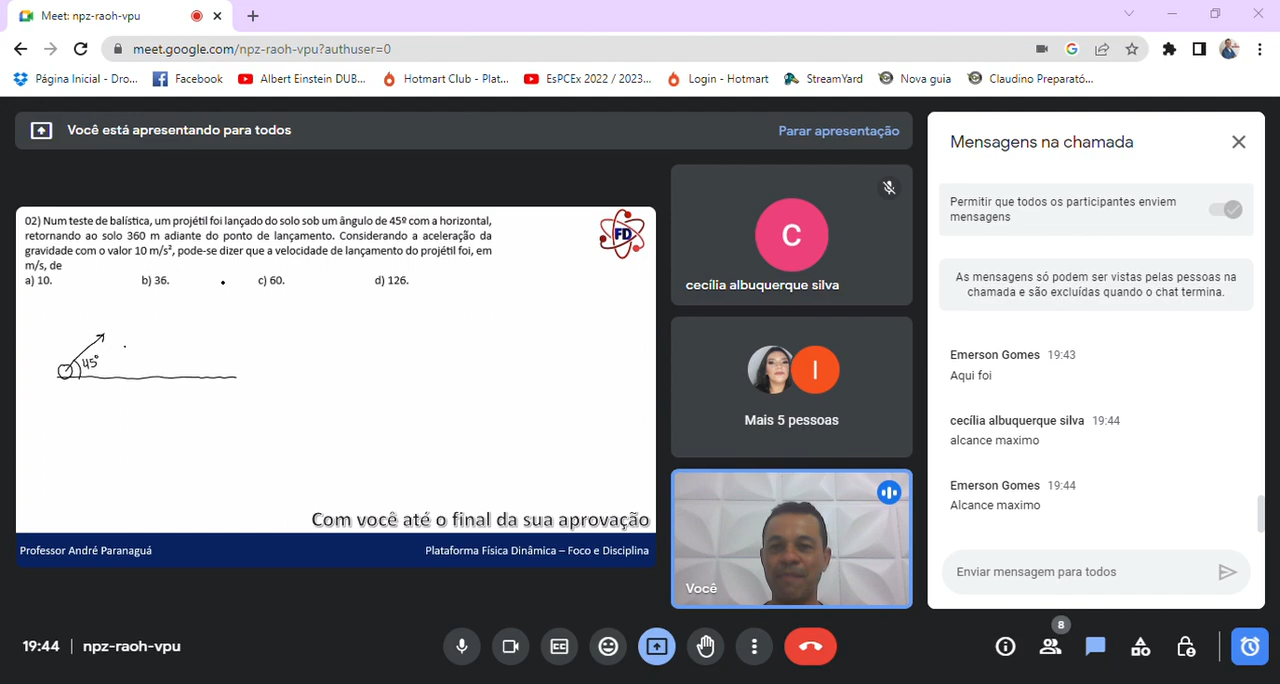 Meet: npz-raoh-vpu
meet.google.com/npz-raoh-vpu?authuser=0
Página Inicial - Dro...
Facebook
Albert Einstein DUB...
Hotmart Club - Plat...
EsPCEx 2022 / 2023...
Login - Hotmart
StreamYard
Nova guia
Claudino Preparató...
Você está apresentando para todos
Parar apresentação
02) Num teste de balística, um projétil foi lançado do solo sob um ângulo de 45º com a horizontal,
retornando ao solo 360 m adiante do ponto de lançamento. Considerando a aceleração da
gravidade com o valor 10 m/s², pode-se dizer que a velocidade de lançamento do projétil foi, em
m/s, de
a) 10. b) 36. c) 60. d) 126.
FD
45°
Com você até o final da sua aprovação
Professor André Paranaguá
Plataforma Física Dinâmica – Foco e Disciplina
C
cecília albuquerque silva
I
Mais 5 pessoas
Você
Mensagens na chamada
Permitir que todos os participantes enviem
mensagens
As mensagens só podem ser vistas pelas pessoas na
chamada e são excluídas quando o chat termina.
Emerson Gomes 19:43
Aqui foi
cecília albuquerque silva 19:44
alcance maximo
Emerson Gomes 19:44
Alcance maximo
Enviar mensagem para todos
19:44 | npz-raoh-vpu
8